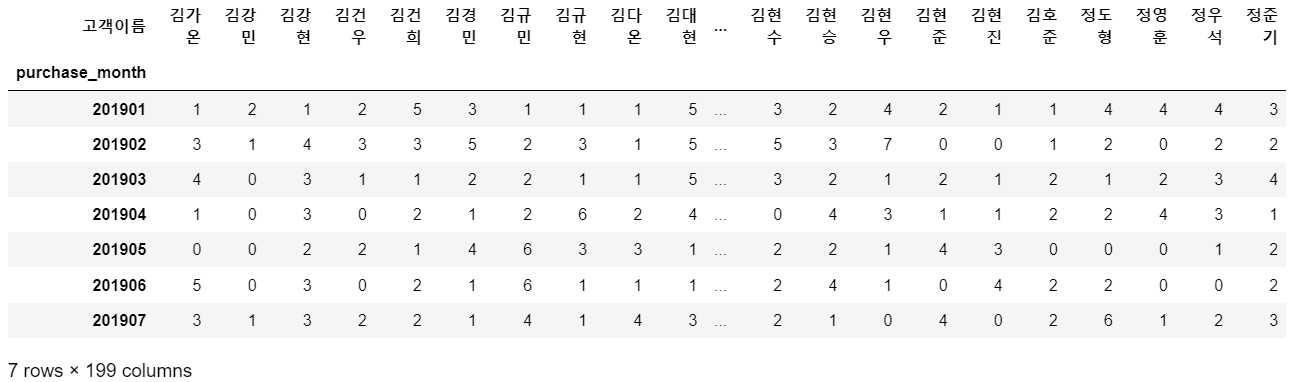 고객이름 김가온 김강민 김강현 김건우 김건희 김경민 김규민 김규현 김다온 김대현 ... 김현수 김현승 김현우 김현준 김현진 김호준 정도형 정영훈 정우석 정준기
purchase_month
201901 1 2 1 2 5 3 1 1 1 5 ... 3 2 4 2 1 1 4 4 4 3
201902 3 1 4 3 3 5 2 3 1 5 ... 5 3 7 0 0 1 2 0 2 2
201903 4 0 3 1 1 2 2 1 1 5 ... 3 2 1 2 1 2 1 2 3 4
201904 1 0 3 0 2 1 2 6 2 4 ... 0 4 3 1 1 2 2 4 3 1
201905 0 0 2 2 1 4 6 3 3 1 ... 2 2 1 4 3 0 0 0 1 2
201906 5 0 3 0 2 1 6 1 1 1 ... 2 4 1 0 4 2 2 0 0 2
201907 3 1 3 2 2 1 4 1 4 3 ... 2 1 0 4 0 2 6 1 2 3
7 rows × 199 columns